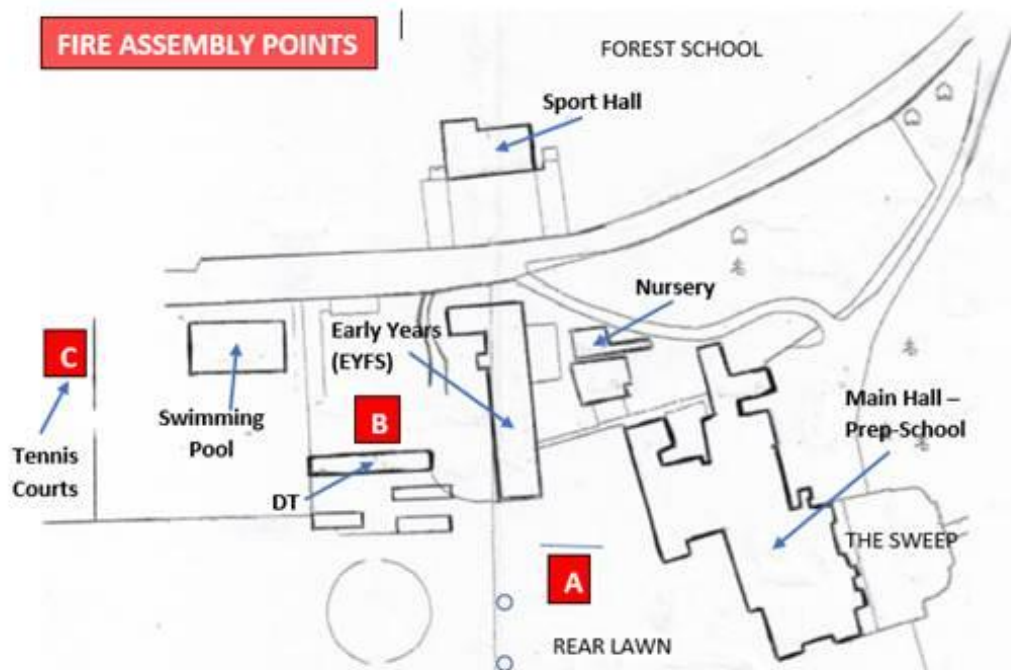 FIRE ASSEMBLY POINTS
FOREST SCHOOL
Sport Hall
Nursery
Early Years
(EYFS)
C
Swimming
Pool
B
Main Hall –
Prep-School
Tennis
Courts
DT
THE SWEEP
A
REAR LAWN